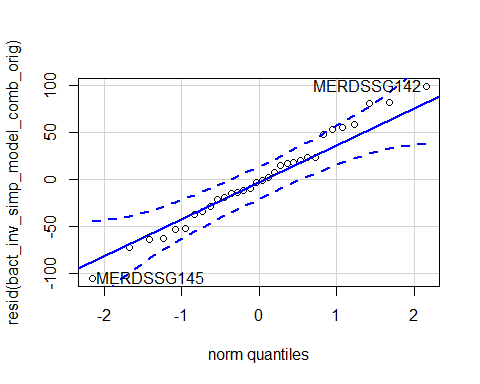 resid(bact_inv_simp_model_comb_orig)
100
50
0
-50
-100
MERDSSG142
MERDSSG145
-2
-1
0
1
2
norm quantiles